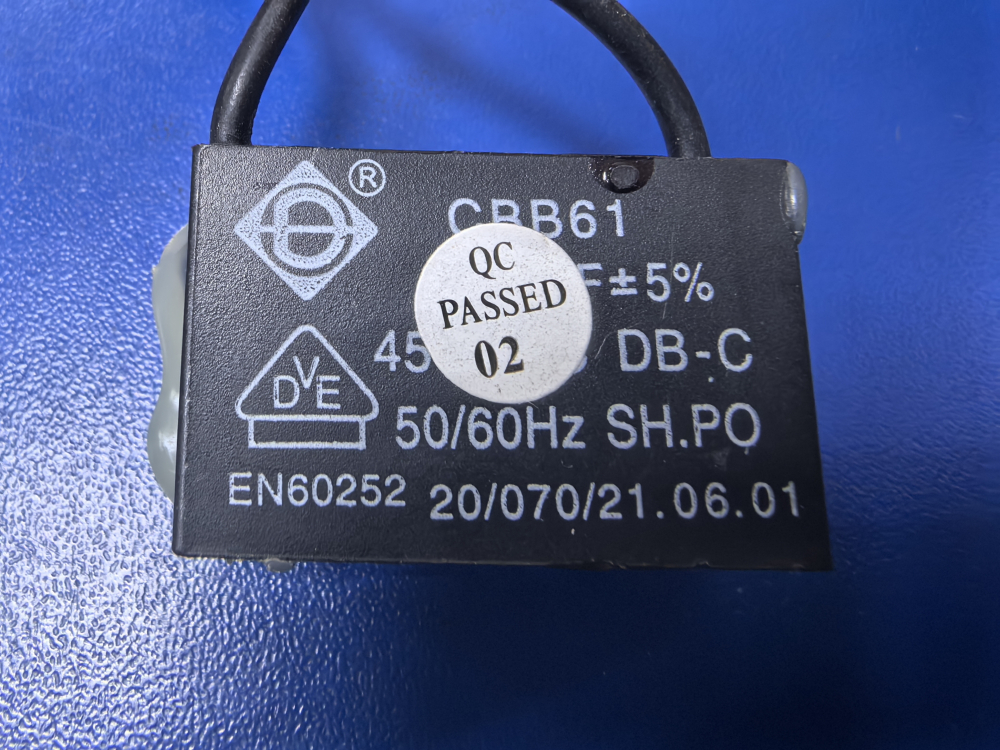 ®
CBB61
F±5%
45
DB-C
50/60Hz SH.PO
EN60252 20/070/21.06.01
DVE
QC
PASSED
02